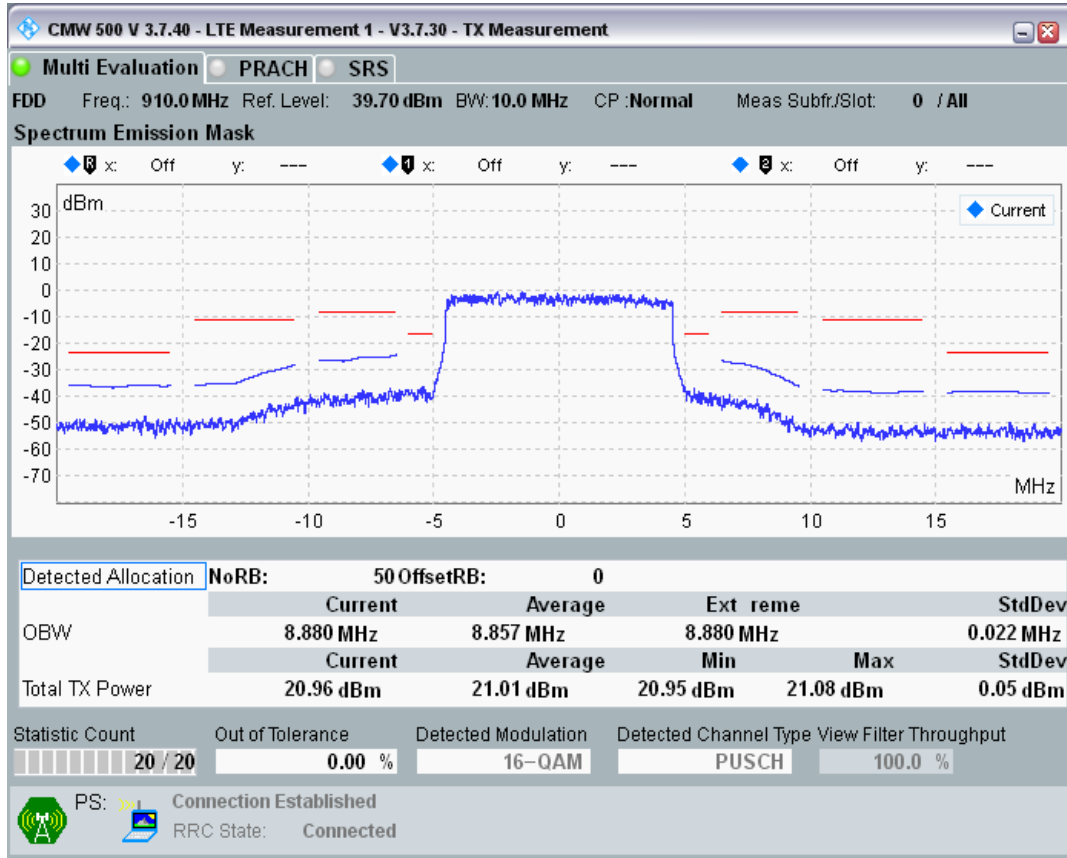 CMW 500 V 3.7.40 - LTE Measurement 1 - V3.7.30 - TX Measurement
Multi Evaluation PRACH SRS
FDD Freq.: 910.0 MHz Ref. Level: 39.70 dBm BW: 10.0 MHz CP :Normal Meas Subfr./Slot: 0 / All
Spectrum Emission Mask
R x: Off y: --- 1 x: Off y: --- 2 x: Off y: ---
dBm
Current
30
20
10
0
-10
-20
-30
-40
-50
-60
-70
MHz
-15 -10 -5 0 5 10 15
Detected Allocation NoRB: 50 OffsetRB: 0
Current Average Ext reme StdDev
OBW 8.880 MHz 8.857 MHz 8.880 MHz 0.022 MHz
Current Average Min Max StdDev
Total TX Power 20.96 dBm 21.01 dBm 20.95 dBm 21.08 dBm 0.05 dBm
Statistic Count Out of Tolerance Detected Modulation Detected Channel Type View Filter Throughput
20 / 20 0.00 % 16-QAM PUSCH 100.0 %
PS: Connection Established
RRC State: Connected